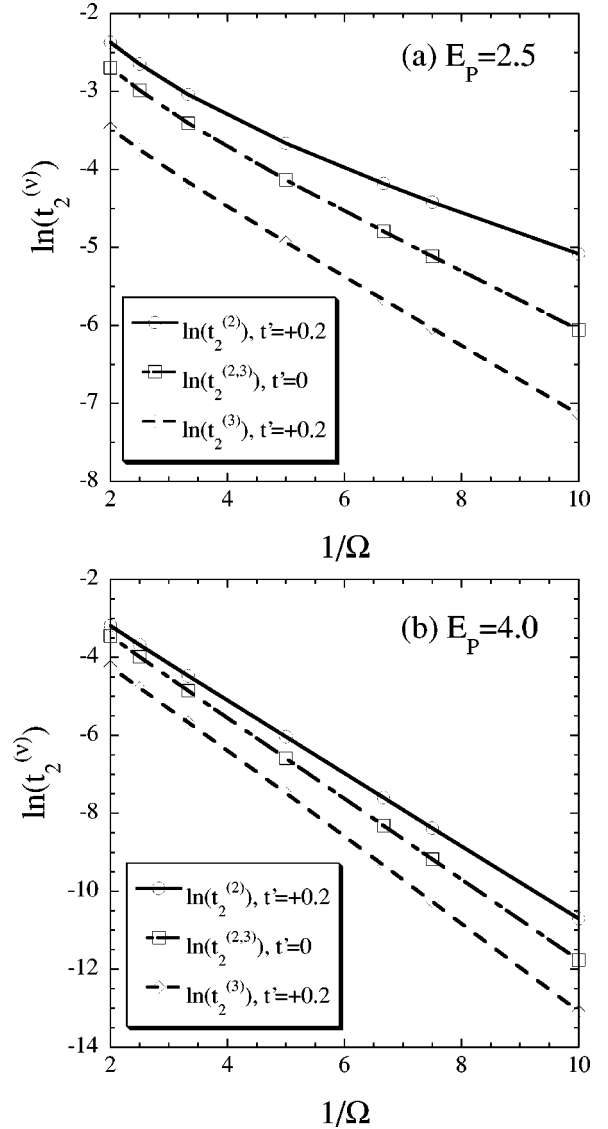 (a) E_P=2.5
-2
-3
-4
-5
-6
-7
-8
ln(t_2^(ν))
ln(t_2^(2)), t'=+0.2
ln(t_2^(2,3)), t'=0
ln(t_2^(3)), t'=+0.2
2 4 6 8 10
1/Ω
(b) E_P=4.0
-2
-4
-6
-8
-10
-12
-14
ln(t_2^(ν))
ln(t_2^(2)), t'=+0.2
ln(t_2^(2,3)), t'=0
ln(t_2^(3)), t'=+0.2
2 4 6 8 10
1/Ω